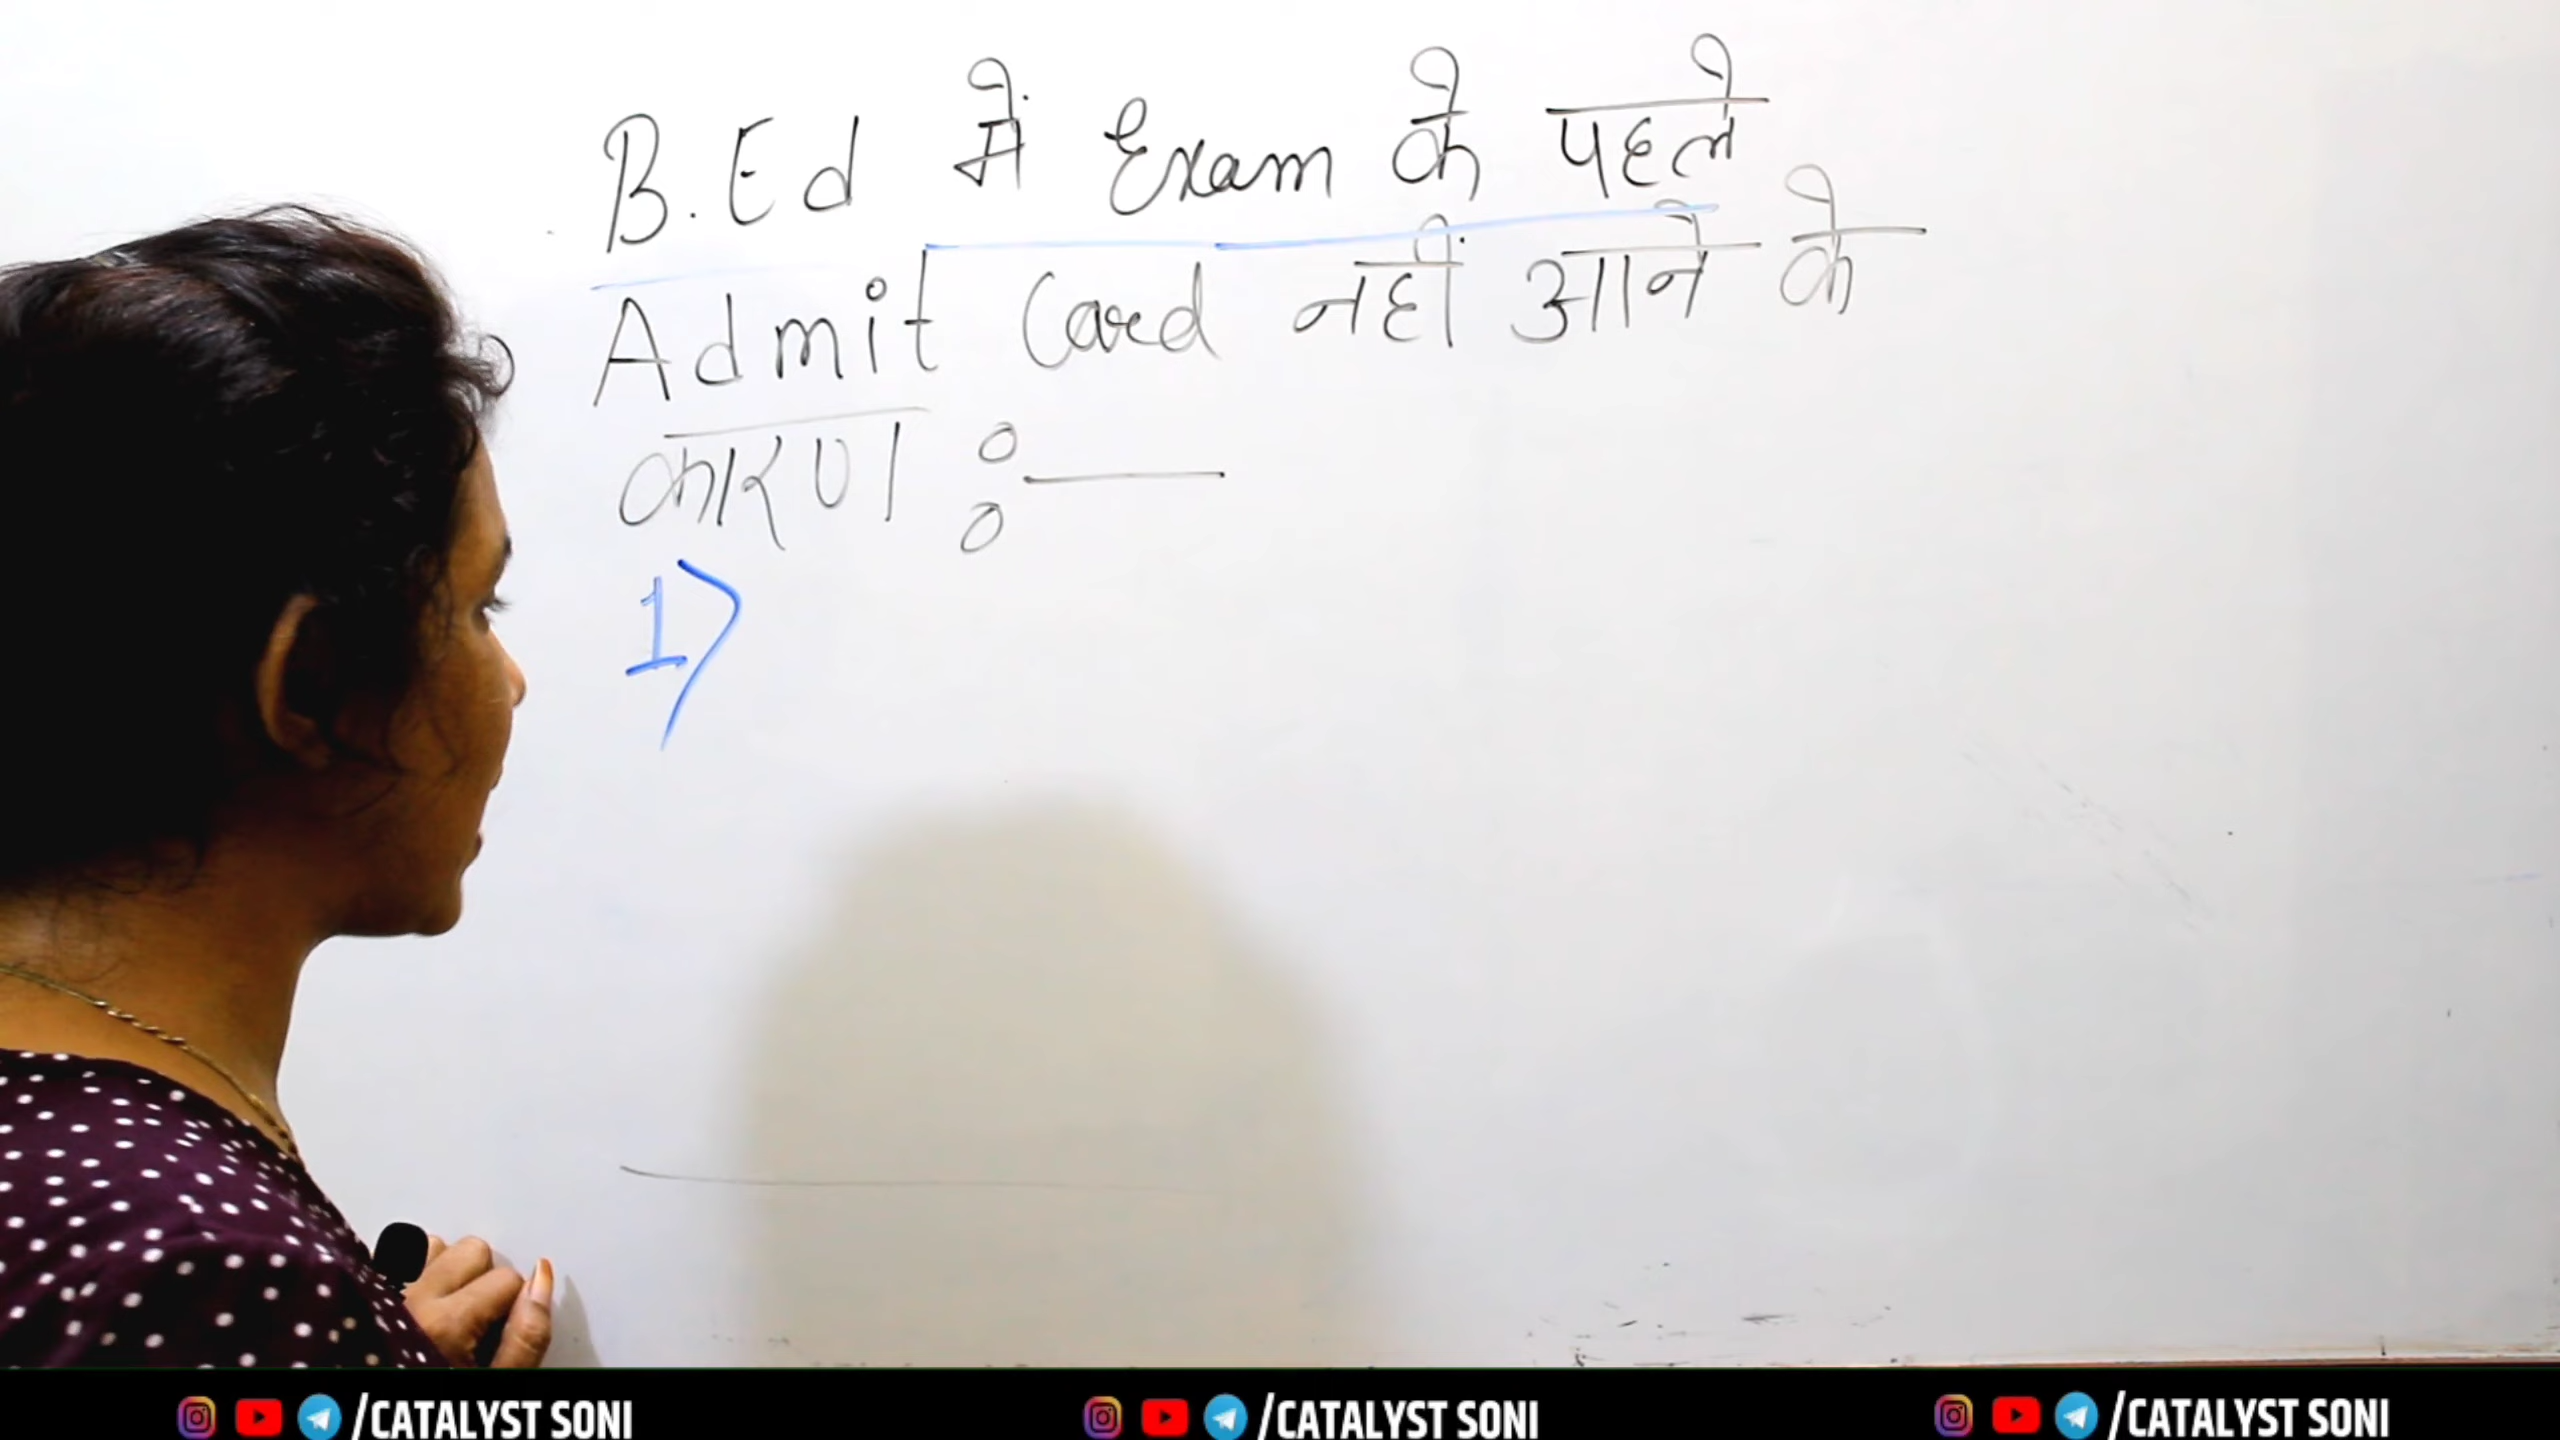 B.Ed में Exam के पहले
Admit Card नहीं आने के
कारण :-
1)
/CATALYST SONI /CATALYST SONI /CATALYST SONI